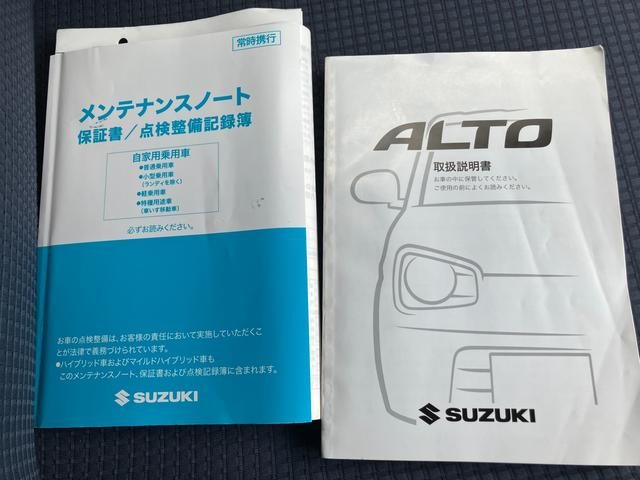 常時携行
メンテナンスノート
保証書/点検整備記録簿
自家用乗用車
●普通乗用車
●小型乗用車
(ランディを除く)
●軽乗用車
●特種用途車
(車いす移動車)
必ずお読みください。
お車の点検整備は、お客様の責任において実施していただくこ
とが法律で義務づけられています。
●ハイブリッド車およびマイルドハイブリッド車も
このメンテナンスノート、保証書および点検記録簿に含まれます。
SUZUKI
ALTO
取扱説明書
お車の中に保管してください。
ご使用の前によくお読みください。
SUZUKI